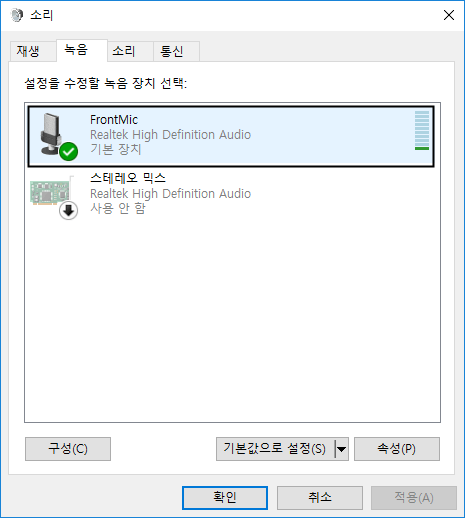 소리
재생
녹음
소리
통신
설정을 수정할 녹음 장치 선택:
FrontMic
Realtek High Definition Audio
기본 장치
스테레오 믹스
Realtek High Definition Audio
사용 안 함
구성(C)
기본값으로 설정(S)
속성(P)
확인
취소
적용(A)